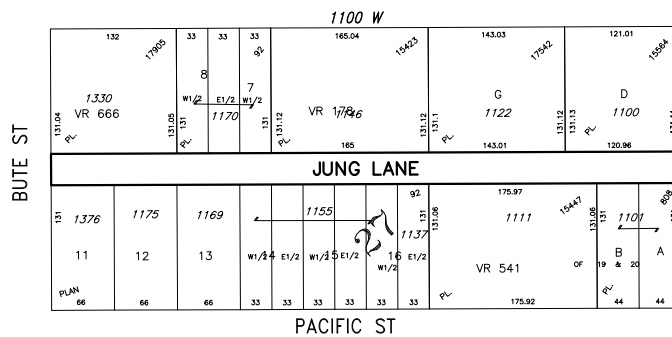 1100 W
132 33 33 33 165.04 143.03 121.01
17905 92 15423 17542 15564
8 7
1330 W1/2 E1/2 W1/2 G D
VR 666 1170 VR 178 1146 1122 1100
131.04 131.05 131 131 131.12 131.1 131.12 131.13
PL. PL. PL.
165 143.01 120.96
BUTE ST
JUNG LANE
92 175.97 15447 808
131 1376 1175 1169 1155 1137 131 131.06 1111 131.06 131 1101
27
11 12 13 14 15 16 B A
W1/2 E1/2 W1/2 E1/2 W1/2 E1/2 VR 541 OF 19 & 20
PLAN PL. PL.
66 66 66 33 33 33 33 33 33 175.92 44 44
PACIFIC ST